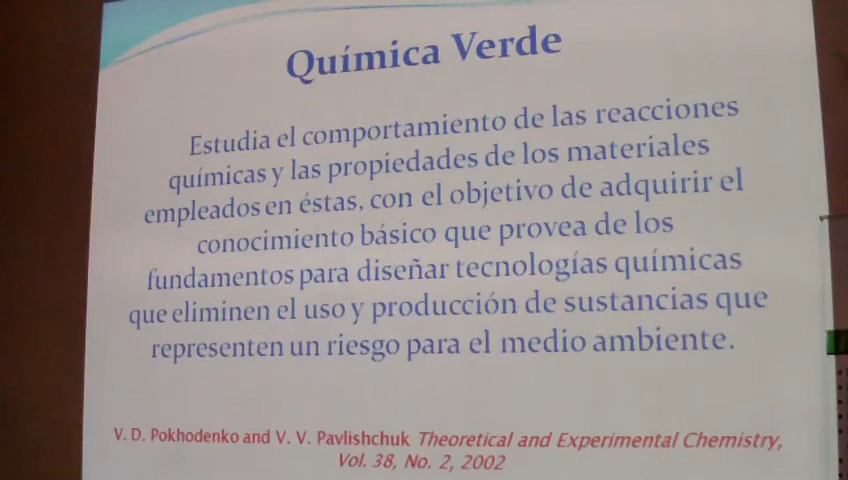 Química Verde
Estudia el comportamiento de las reacciones
químicas y las propiedades de los materiales
empleados en éstas, con el objetivo de adquirir el
conocimiento básico que provea de los
fundamentos para diseñar tecnologías químicas
que eliminen el uso y producción de sustancias que
representen un riesgo para el medio ambiente.
V. D. Pokhodenko and V. V. Pavlishchuk Theoretical and Experimental Chemistry,
Vol. 38, No. 2, 2002